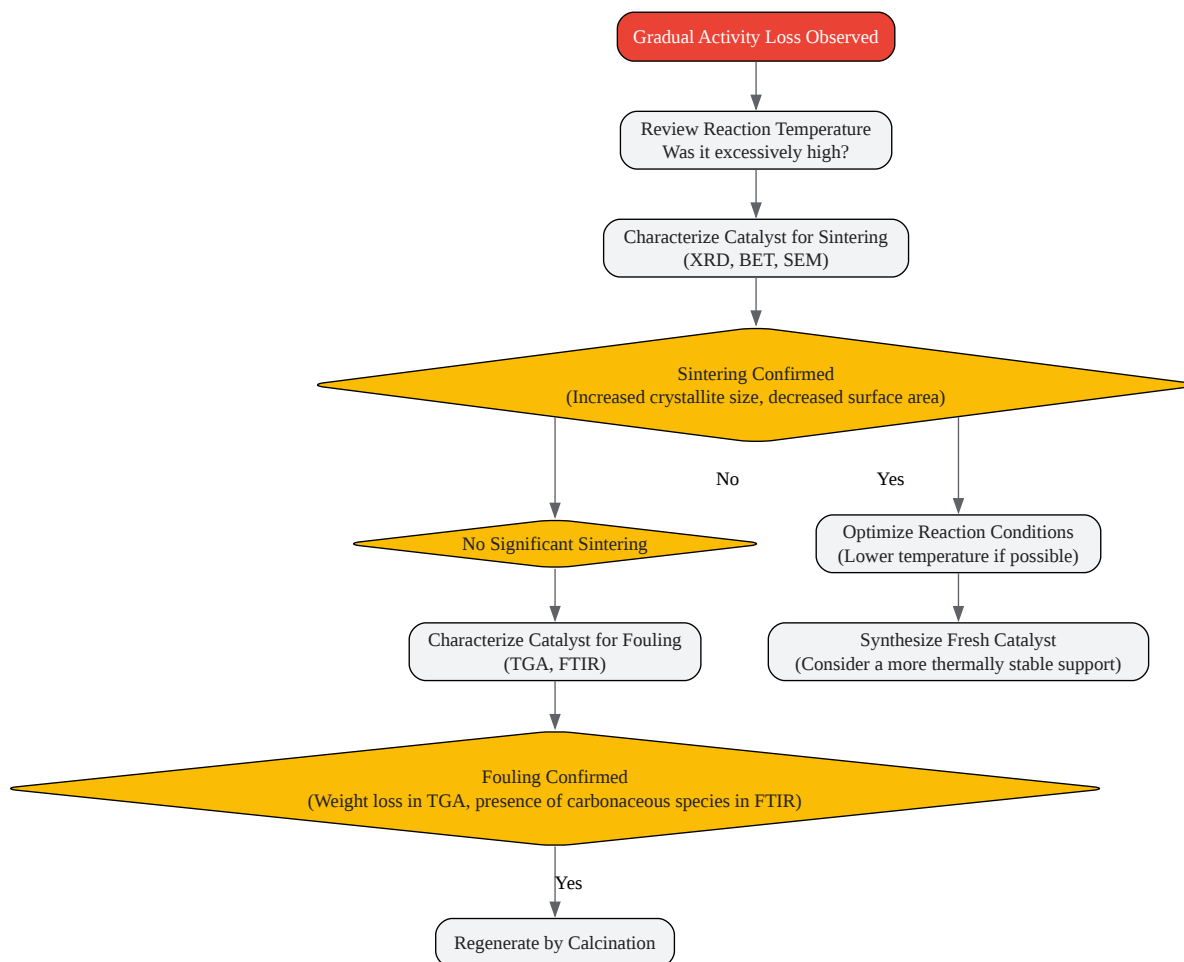 Gradual Activity Loss Observed
Review Reaction Temperature
Was it excessively high?
Characterize Catalyst for Sintering
(XRD, BET, SEM)
Sintering Confirmed
(Increased crystallite size, decreased surface area)
No
Yes
No Significant Sintering
Optimize Reaction Conditions
(Lower temperature if possible)
Characterize Catalyst for Fouling
(TGA, FTIR)
Synthesize Fresh Catalyst
(Consider a more thermally stable support)
Fouling Confirmed
(Weight loss in TGA, presence of carbonaceous species in FTIR)
Yes
Regenerate by Calcination